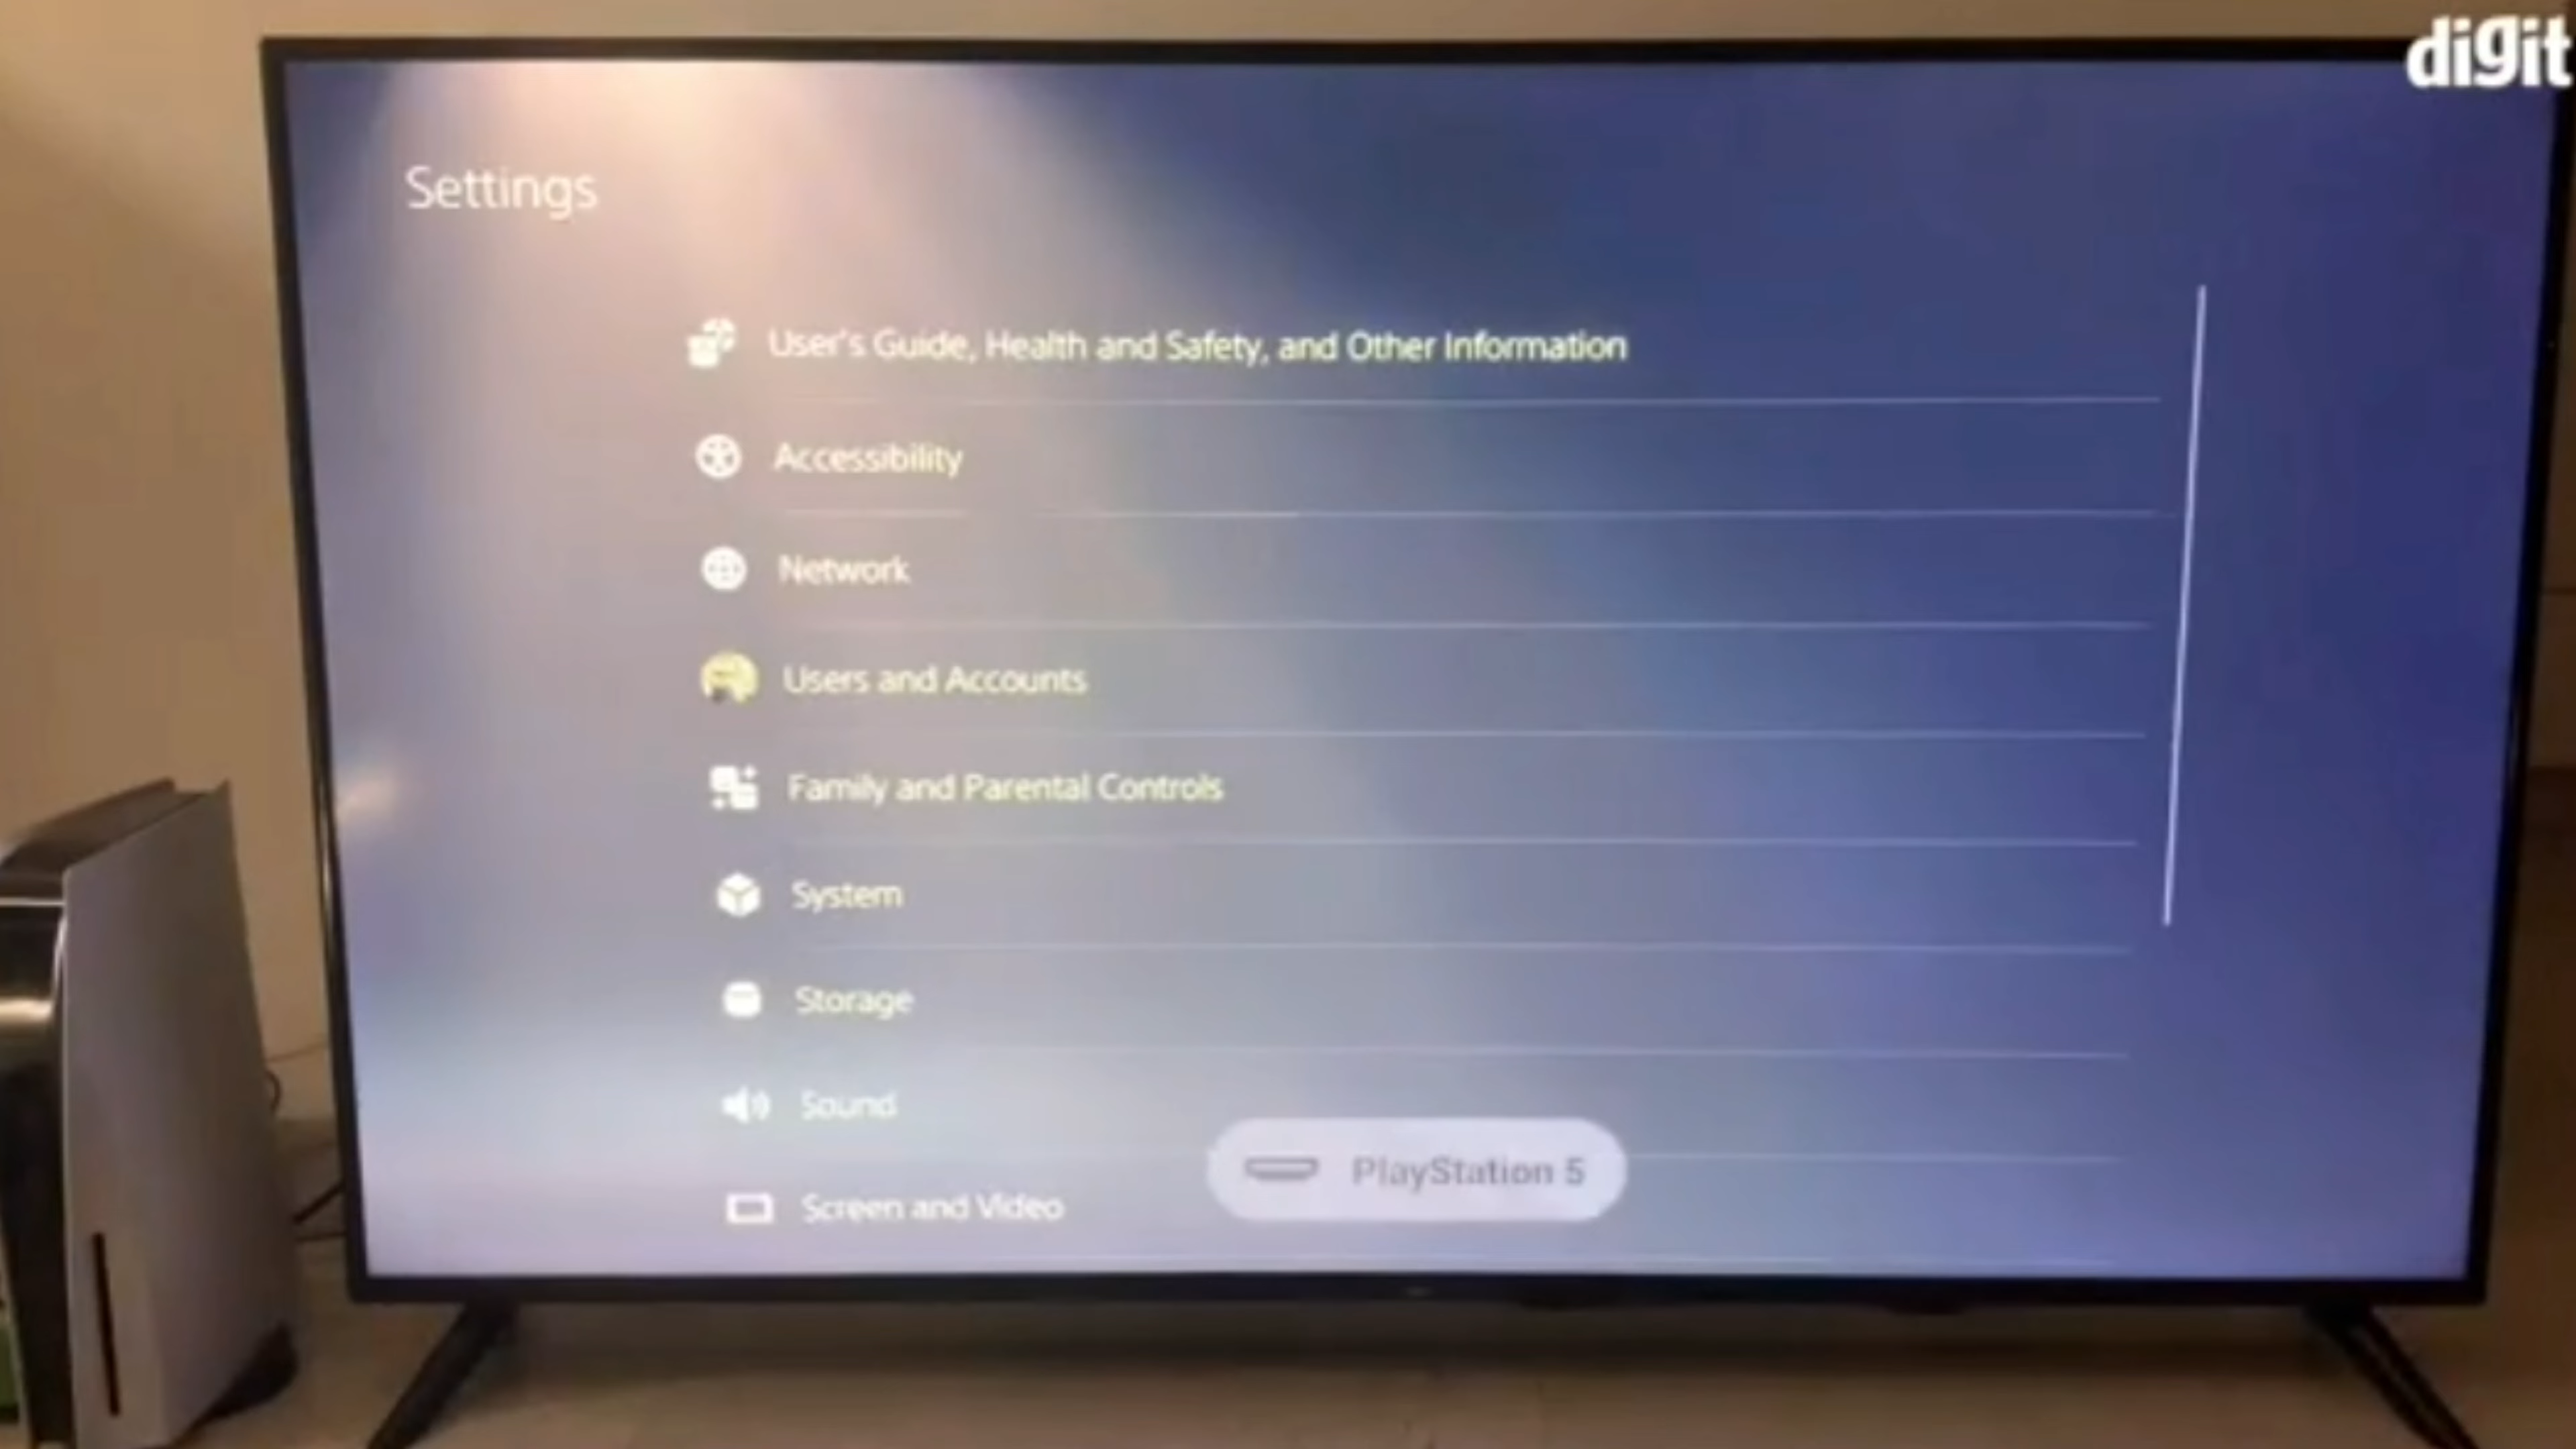 digit
Settings
User's Guide, Health and Safety, and Other Information
Accessibility
Network
Users and Accounts
Family and Parental Controls
System
Storage
Sound
PlayStation 5
Screen and Video